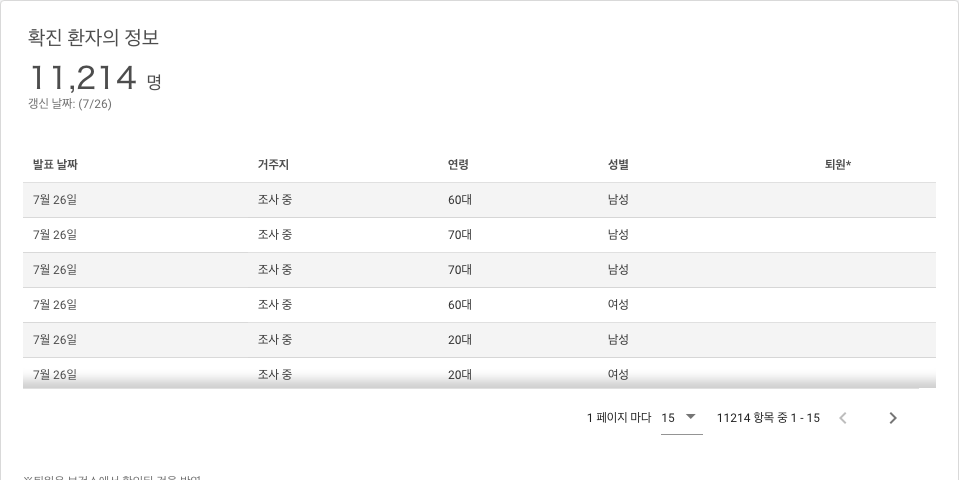 확진 환자의 정보
11,214 명
갱신 날짜: (7/26)
발표 날짜 거주지 연령 성별 퇴원*
7월 26일 조사 중 60대 남성
7월 26일 조사 중 70대 남성
7월 26일 조사 중 70대 남성
7월 26일 조사 중 60대 여성
7월 26일 조사 중 20대 남성
7월 26일 조사 중 20대 여성
1 페이지 마다 15 11214 항목 중 1 - 15